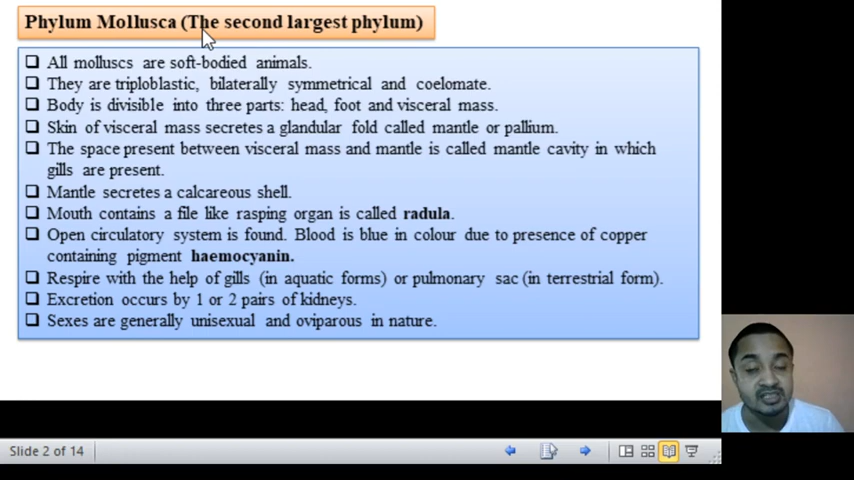 Phylum Mollusca (The second largest phylum)
All molluscs are soft-bodied animals.
They are triploblastic, bilaterally symmetrical and coelomate.
Body is divisible into three parts: head, foot and visceral mass.
Skin of visceral mass secretes a glandular fold called mantle or pallium.
The space present between visceral mass and mantle is called mantle cavity in which
gills are present.
Mantle secretes a calcareous shell.
Mouth contains a file like rasping organ is called radula.
Open circulatory system is found. Blood is blue in colour due to presence of copper
containing pigment haemocyanin.
Respire with the help of gills (in aquatic forms) or pulmonary sac (in terrestrial form).
Excretion occurs by 1 or 2 pairs of kidneys.
Sexes are generally unisexual and oviparous in nature.
Slide 2 of 14